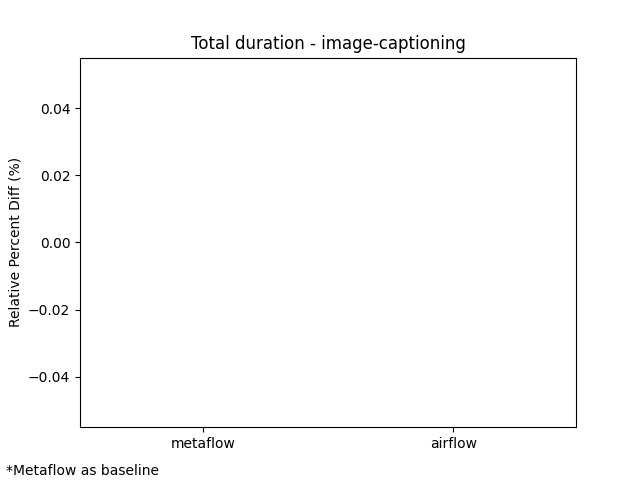 Total duration - image-captioning
Relative Percent Diff (%)
0.04
0.02
0.00
−0.02
−0.04
metaflow airflow
*Metaflow as baseline